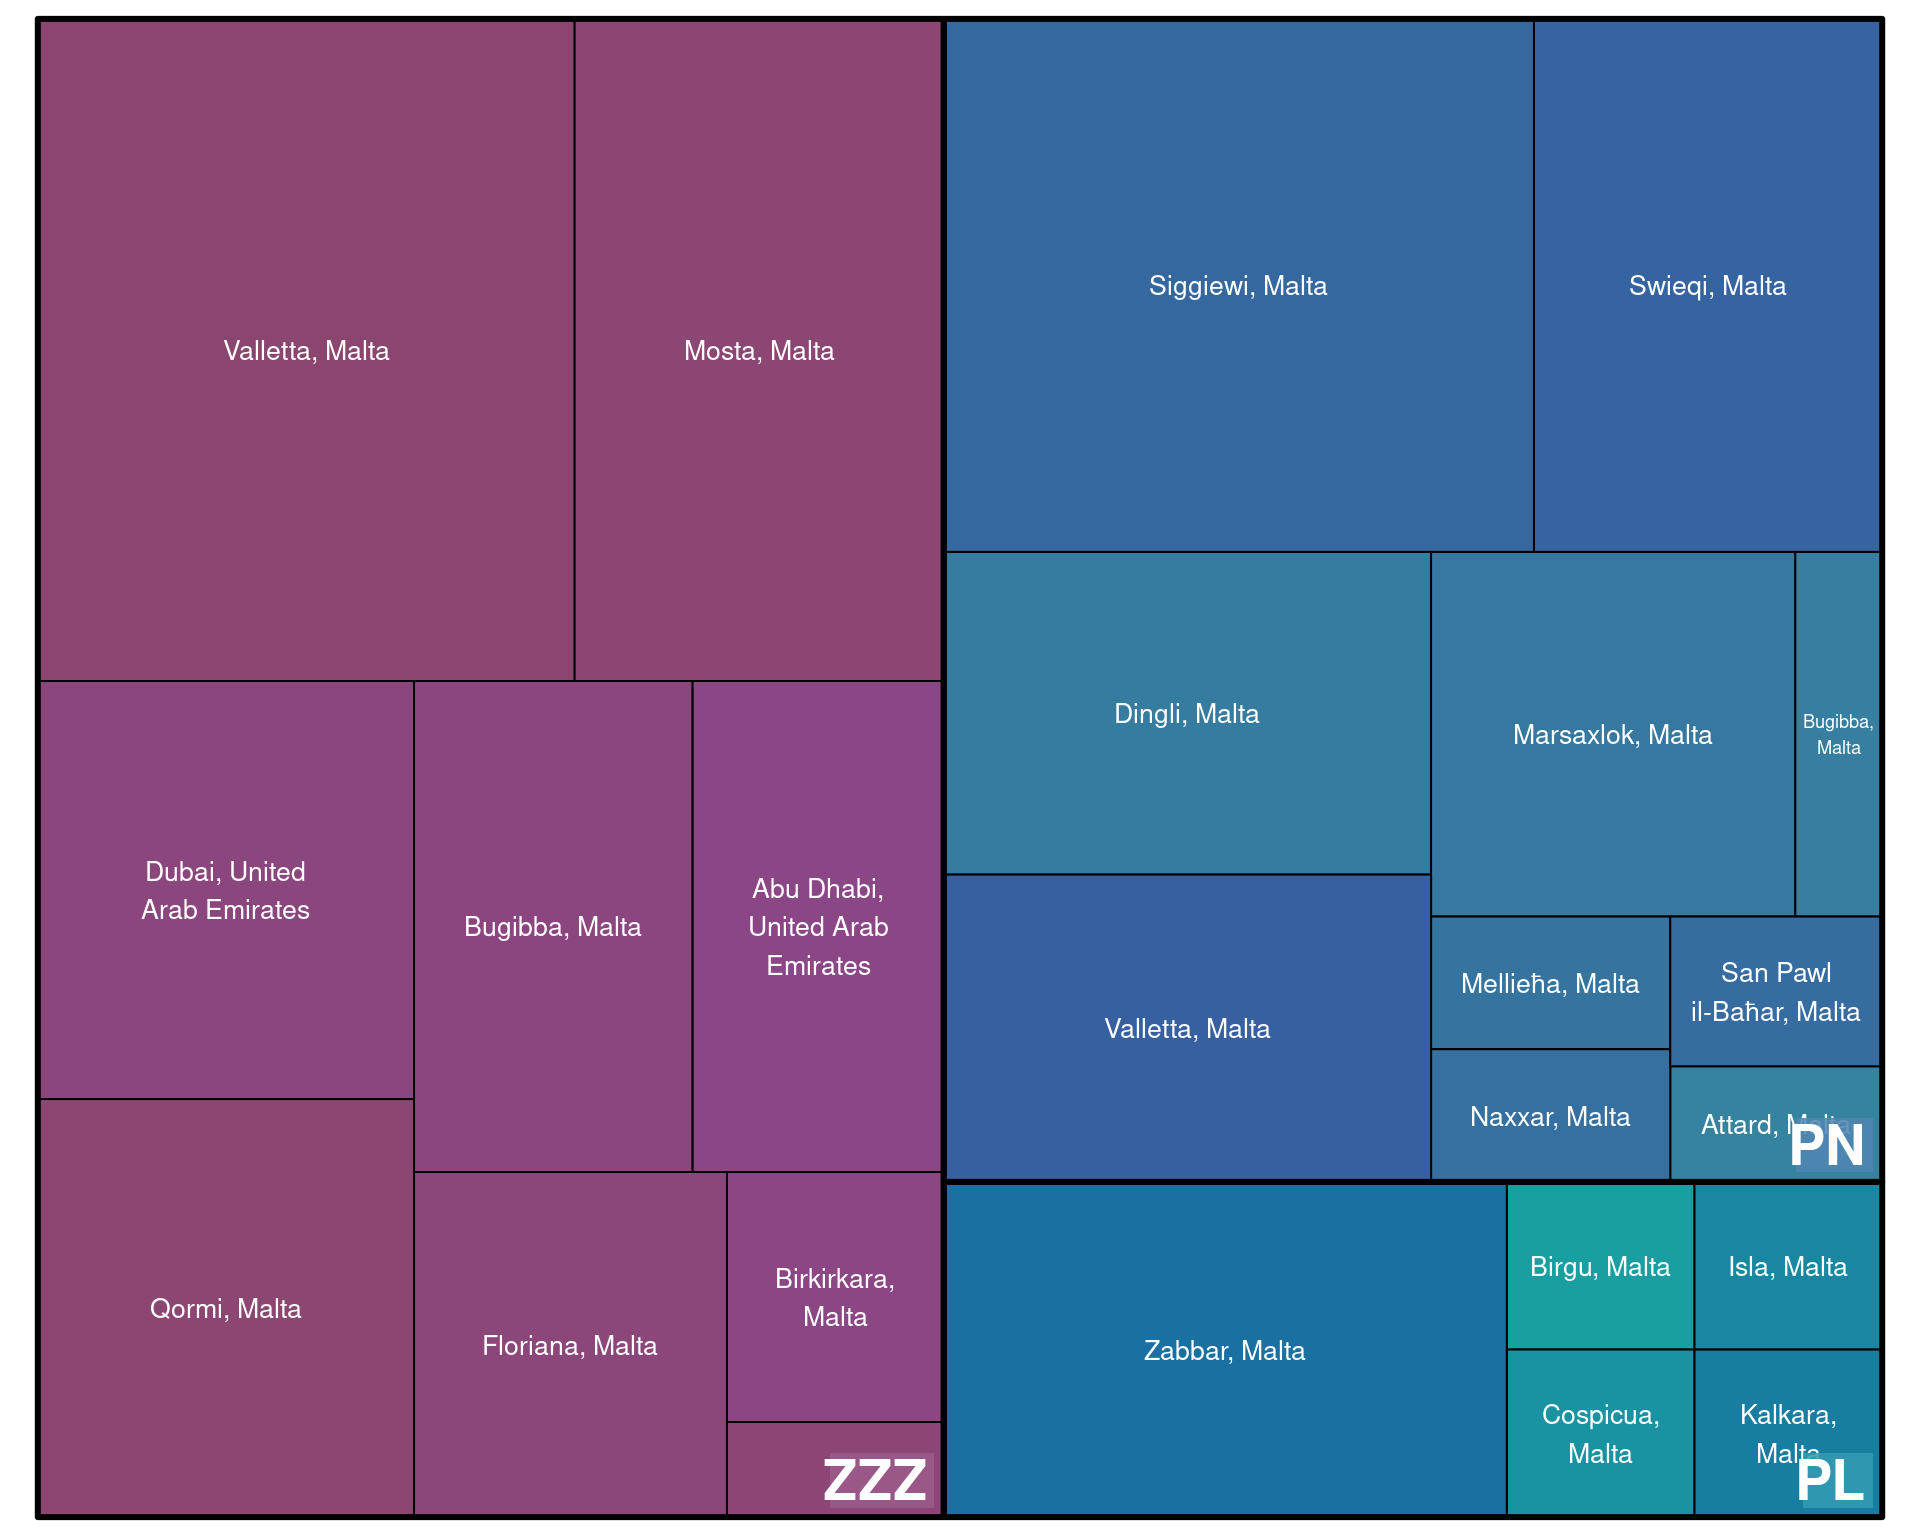 Valletta, Malta
Mosta, Malta
Dubai, United
Arab Emirates
Bugibba, Malta
Abu Dhabi,
United Arab
Emirates
Qormi, Malta
Floriana, Malta
Birkirkara,
Malta
ZZZ
Siggiewi, Malta
Swieqi, Malta
Dingli, Malta
Marsaxlok, Malta
Bugibba,
Malta
Valletta, Malta
Mellieħa, Malta
San Pawl
il-Baħar, Malta
Naxxar, Malta
Attard, Malta
PN
Zabbar, Malta
Birgu, Malta
Isla, Malta
Cospicua,
Malta
Kalkara,
Malta
PL